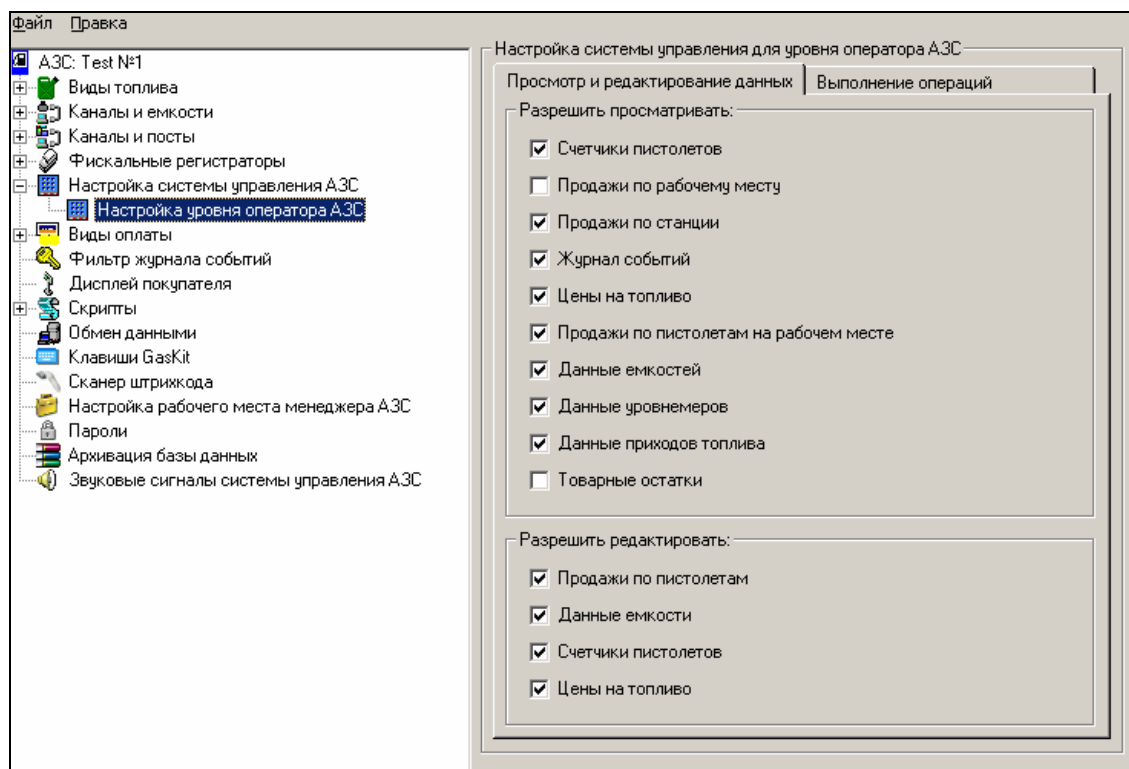 Файл Правка
АЗС: Test №1
Виды топлива
Каналы и емкости
Каналы и посты
Фискальные регистраторы
Настройка системы управления АЗС
Настройка уровня оператора АЗС
Виды оплаты
Фильтр журнала событий
Дисплей покупателя
Скрипты
Обмен данными
Клавиши GasKit
Сканер штрихкода
Настройка рабочего места менеджера АЗС
Пароли
Архивация базы данных
Звуковые сигналы системы управления АЗС
Настройка системы управления для уровня оператора АЗС
Просмотр и редактирование данных
Выполнение операций
Разрешить просматривать:
Счетчики пистолетов
Продажи по рабочему месту
Продажи по станции
Журнал событий
Цены на топливо
Продажи по пистолетам на рабочем месте
Данные емкостей
Данные уровнемеров
Данные приходов топлива
Товарные остатки
Разрешить редактировать:
Продажи по пистолетам
Данные емкости
Счетчики пистолетов
Цены на топливо